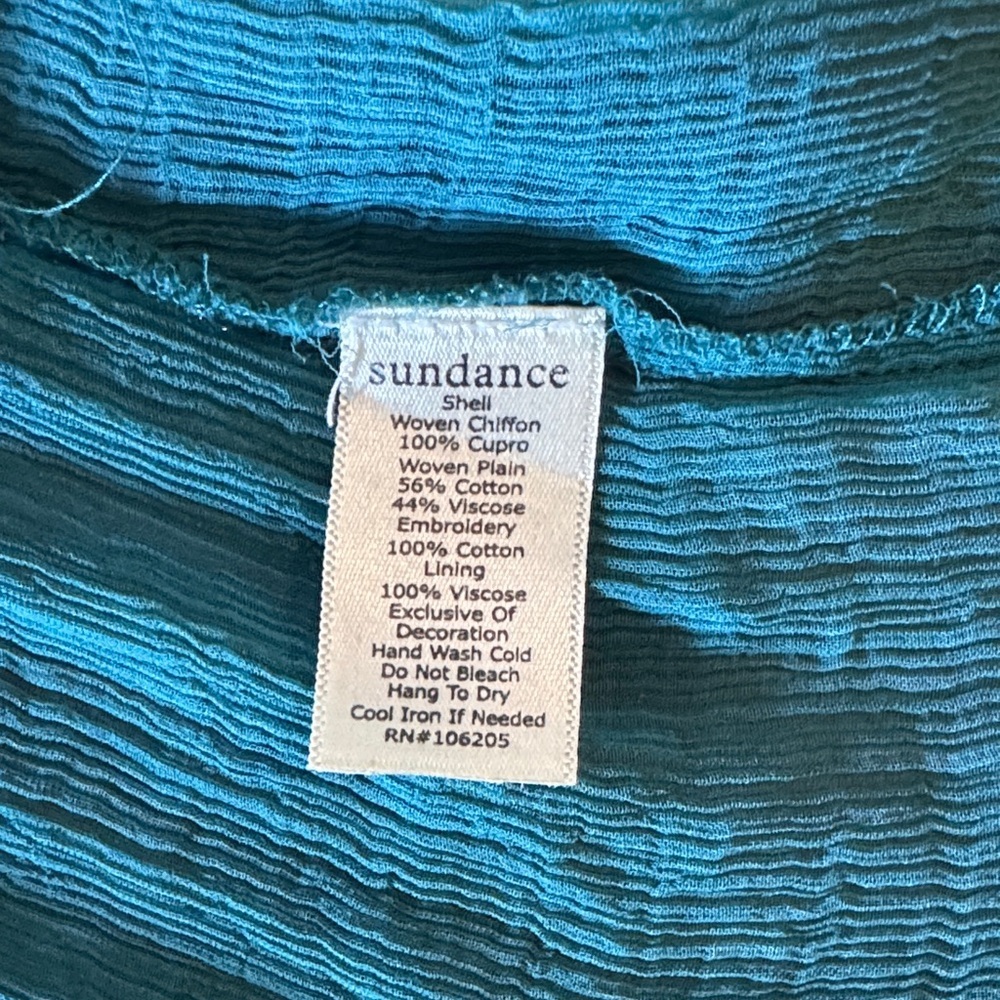 sundance
Shell
Woven Chiffon
100% Cupro
Woven Plain
56% Cotton
44% Viscose
Embroidery
100% Cotton
Lining
100% Viscose
Exclusive Of
Decoration
Hand Wash Cold
Do Not Bleach
Hang To Dry
Cool Iron If Needed
RN#106205